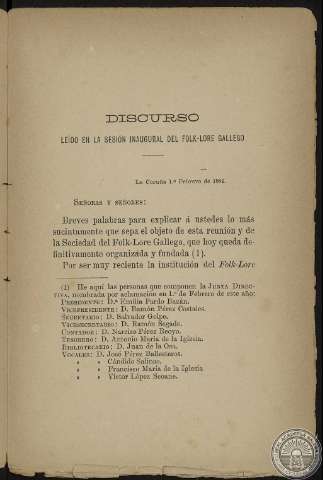 DISCURSO
LEÍDO EN LA SESIÓN INAUGURAL DEL FOLK-LORE GALLEGO
La Coruña 1.º Febrero de
SEÑORAS Y SEÑORES:
Breves palabras para explicar á ustedes lo más
sucintamente que sepa el objeto de esta reunión y de
la Sociedad del Folk-Lore Gallego, que hoy queda de-
finitivamente organizada y fundada (1).
Por ser muy reciente la institución del Folk-Lore
(1) He aquí las personas que componen la JUNTA DIREC-
TIVA, nombrada por aclamación en 1.º de Febrero de este año:
PRESIDENTE: D.ª Emilia Pardo Bazán.
VICEPRESIDENTE: D. Ramón Pérez Costales.
SECRETARIO: D. Salvador Golpe.
VICESECRETARIO: D. Ramón Segade.
CONTADOR: D. Narciso Pérez Reoyo.
TESORERO: D. Antonio María de la Iglesia.
BIBLIOTECARIO: D. Juan de la Osa.
VOCALES: D. José Pérez Ballesteros.
» » Cándido Salinas.
» » Francisco María de la Iglesia
» » Víctor López Seoane.